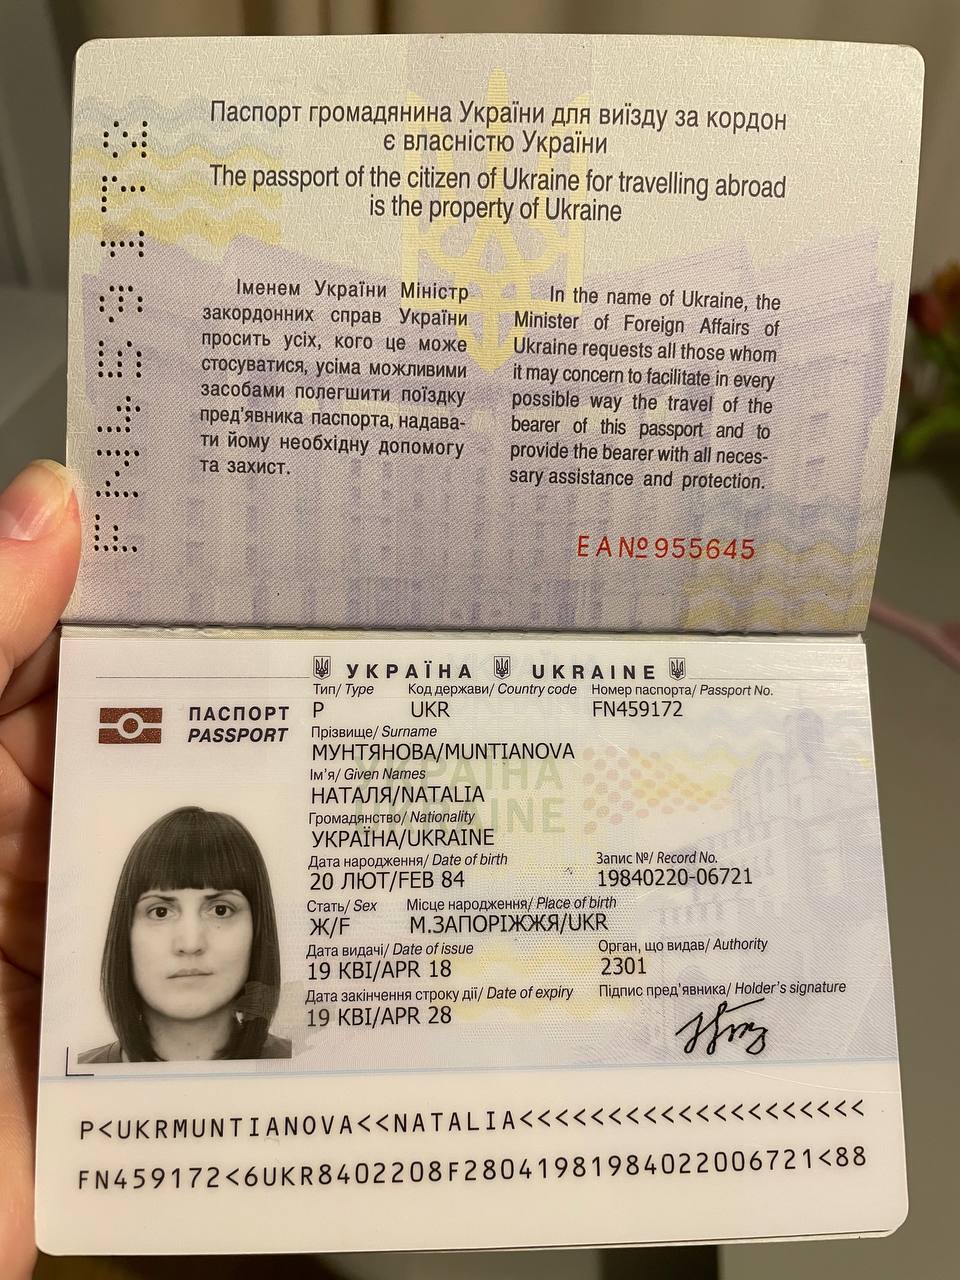 Паспорт громадянина України для виїзду за кордон
є власністю України
The passport of the citizen of Ukraine for travelling abroad
is the property of Ukraine
Іменем України Міністр
закордонних справ України
просить усіх, кого це може
стосуватися, усіма можливими
засобами полегшити поїздку
пред'явника паспорта, надава-
ти йому необхідну допомогу
та захист.
In the name of Ukraine, the
Minister of Foreign Affairs of
Ukraine requests all those whom
it may concern to facilitate in every
possible way the travel of the
bearer of this passport and to
provide the bearer with all neces-
sary assistance and protection.
FN459172
EA№955645
УКРАЇНА UKRAINE
ПАСПОРТ
PASSPORT
Тип/ Type Код держави/ Country code Номер паспорта/ Passport No.
P UKR FN459172
Прізвище/ Surname
МУНТЯНОВА/MUNTIANOVA
Ім'я/ Given Names
НАТАЛЯ/NATALIA
Громадянство/ Nationality
УКРАЇНА/UKRAINE
Дата народження/ Date of birth Запис №/ Record No.
20 ЛЮТ/FEB 84 19840220-06721
Стать/ Sex Місце народження/ Place of birth
Ж/F М.ЗАПОРІЖЖЯ/UKR
Дата видачі/ Date of issue Орган, що видав/ Authority
19 КВІ/APR 18 2301
Дата закінчення строку дії/ Date of expiry Підпис пред'явника/ Holder's signature
19 КВІ/APR 28
УКРАЇНА
UKRAINE
P<UKRMUNTIANOVA<<NATALIA<<<<<<<<<<<<<<<<<<<<
FN459172<6UKR8402208F28041981984022006721<88